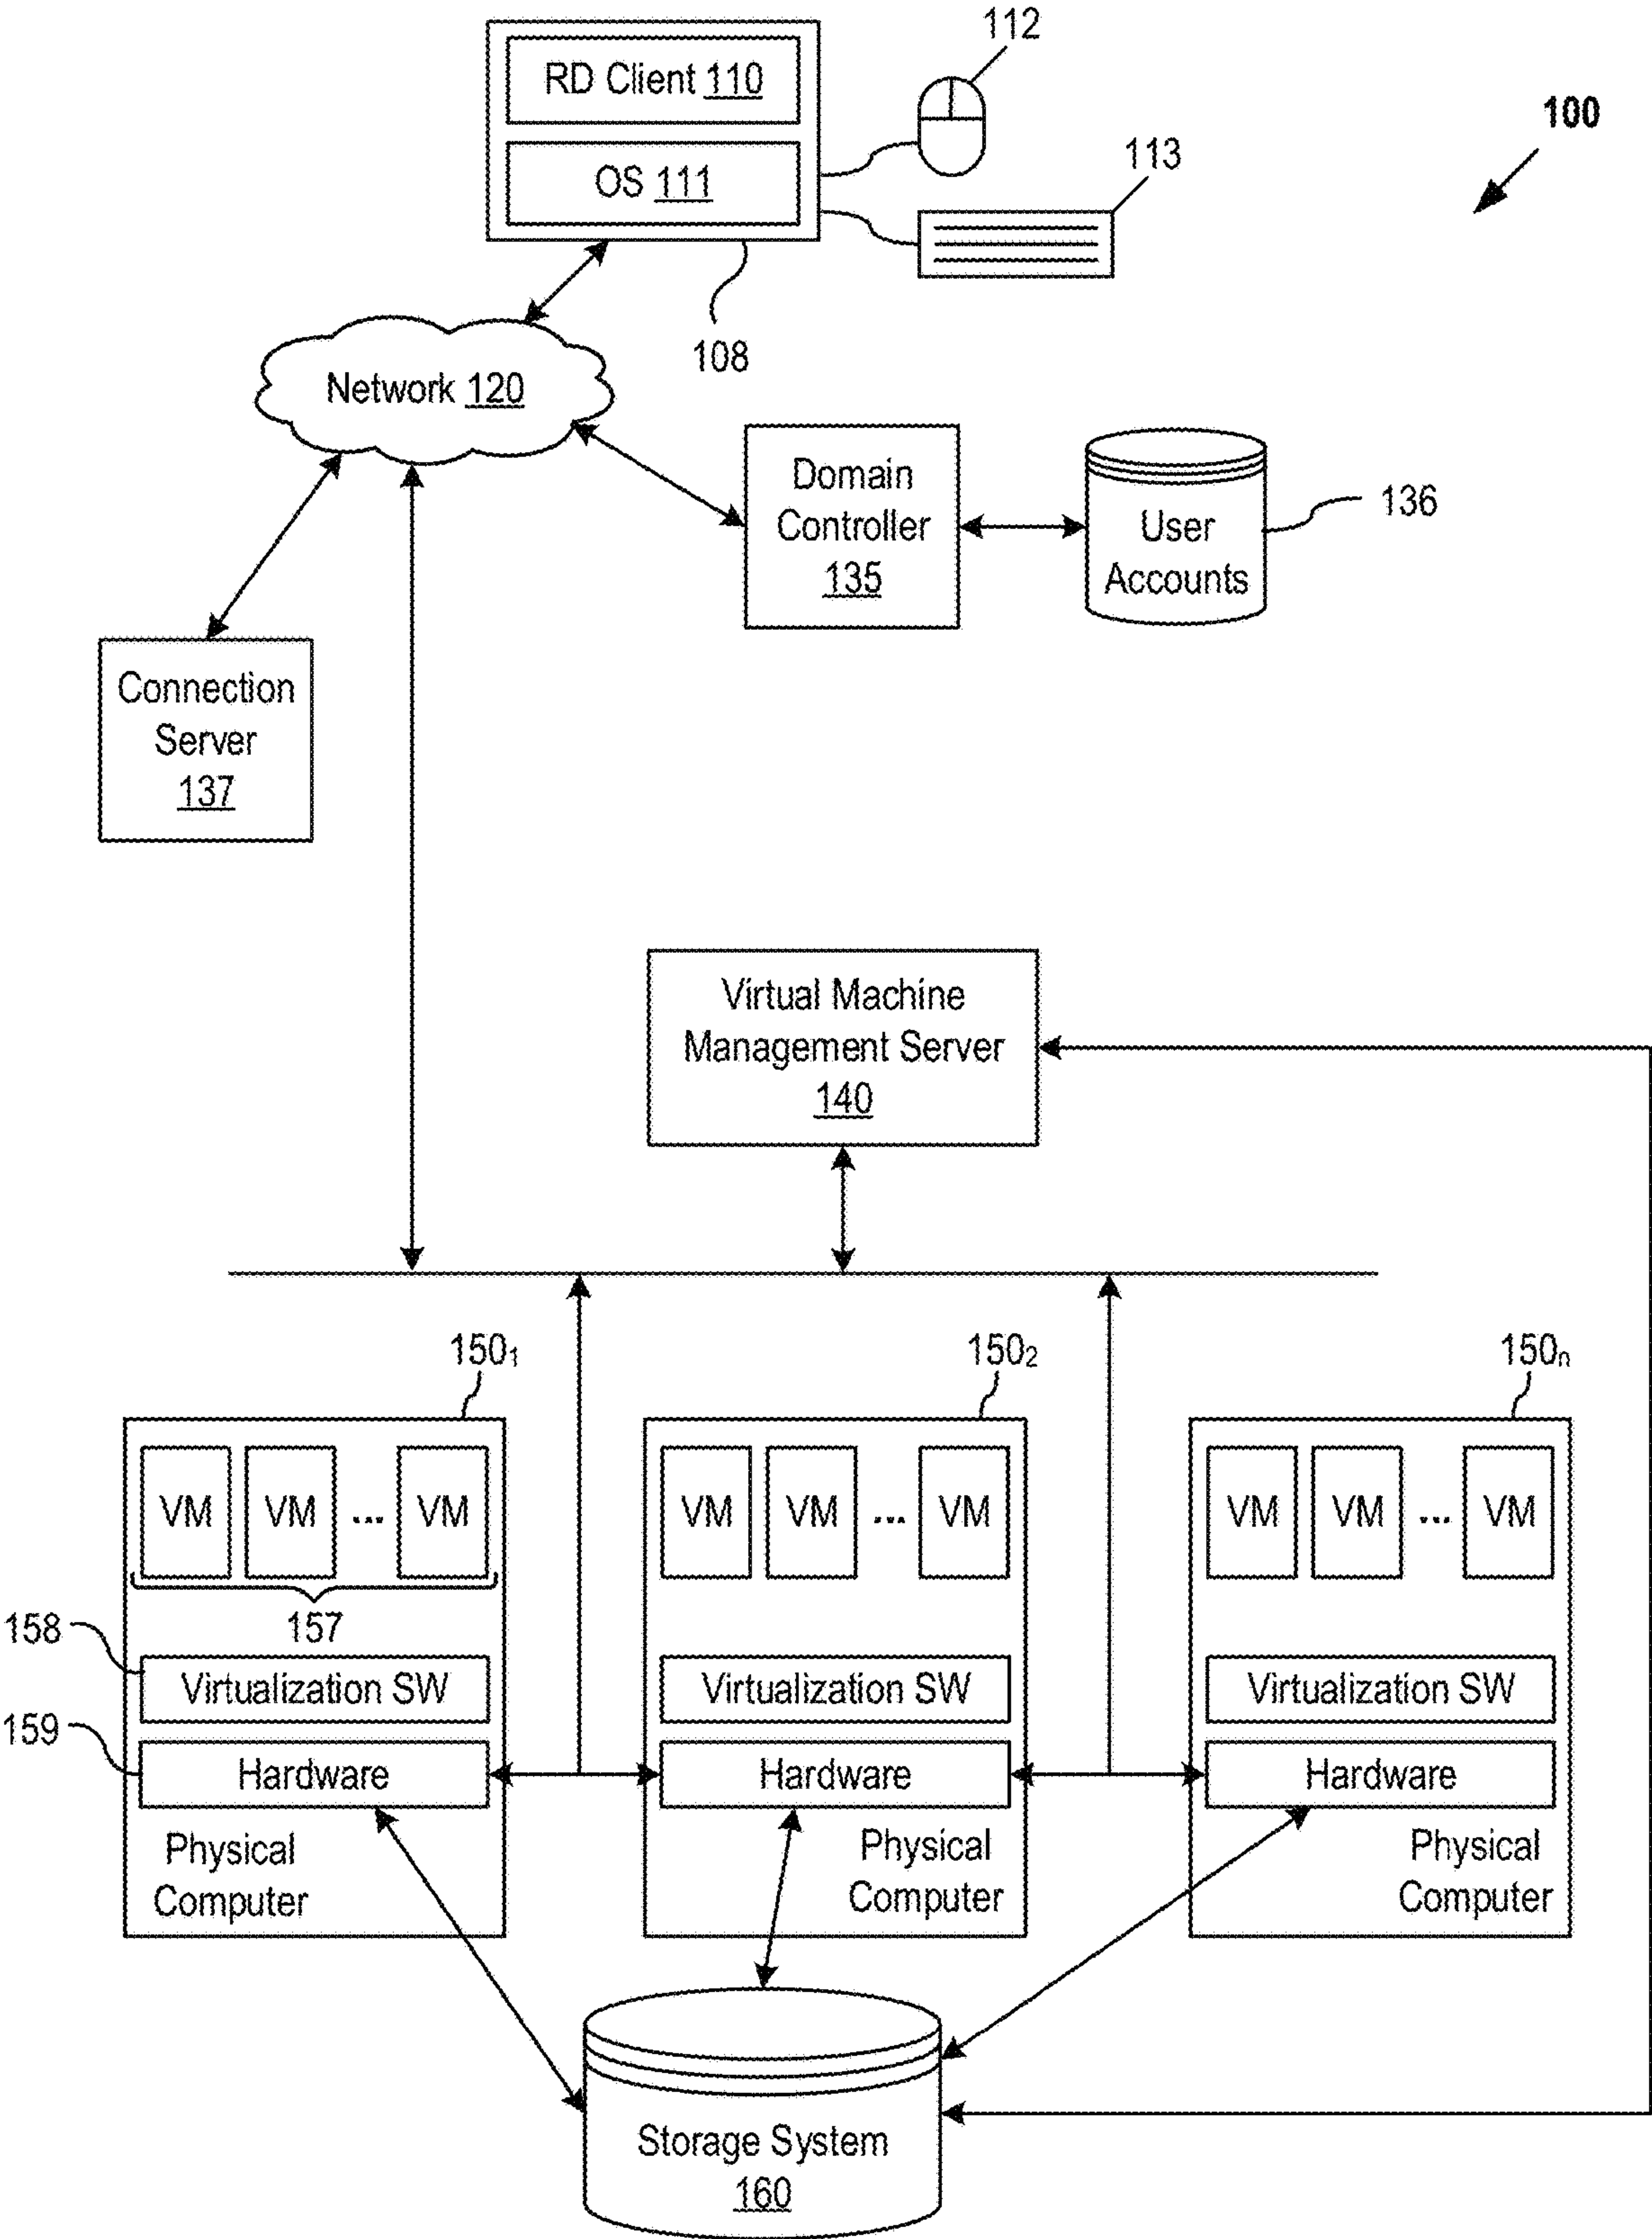 112
RD Client 110
100
113
OS 111
108
Network 120
Domain
Controller
135
136
User
Accounts
Connection
Server
137
Virtual Machine
Management Server
140
150₁
150₂
150ₙ
VM VM ... VM
VM VM ... VM
VM VM ... VM
157
158
Virtualization SW
Virtualization SW
Virtualization SW
159
Hardware
Hardware
Hardware
Physical
Computer
Physical
Computer
Physical
Computer
Storage System
160